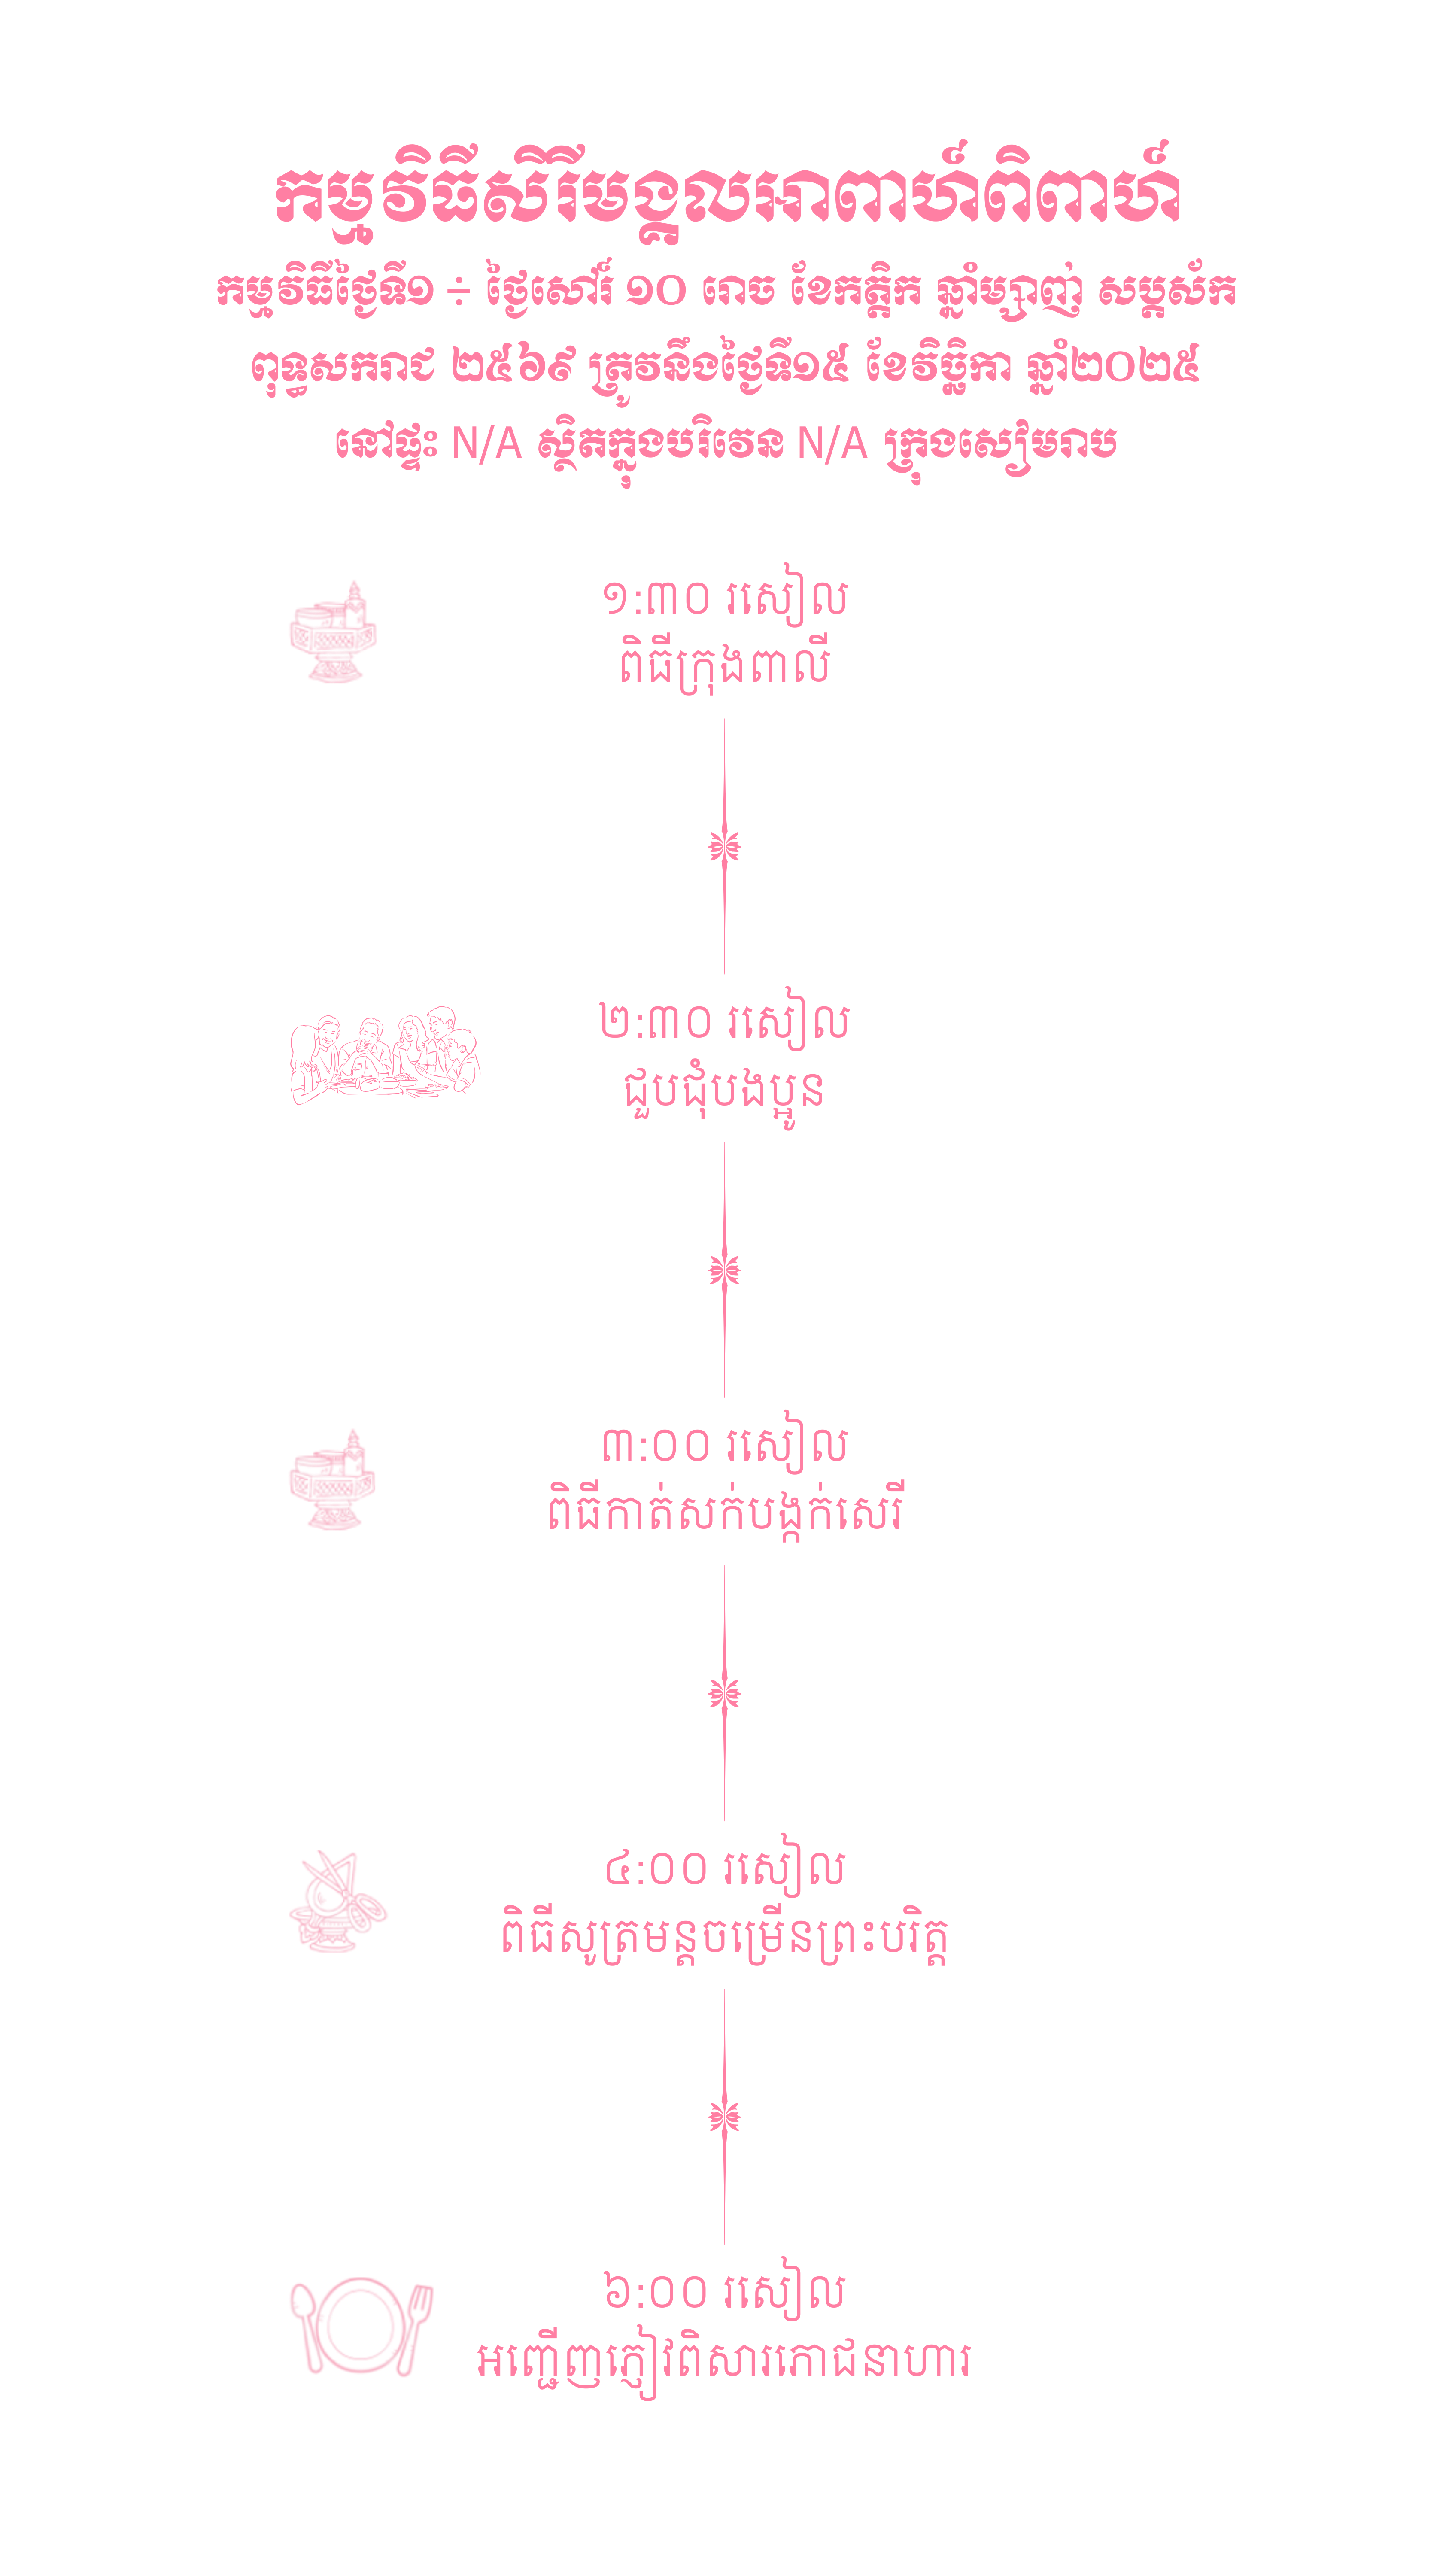 កម្មវិធីសិរីមង្គលអាពាហ៍ពិពាហ៍
កម្មវិធីថ្ងៃទី១ ÷ ថ្ងៃសៅរ៍ ១០ រោច ខែកត្តិក ឆ្នាំម្សាញ់ សប្តស័ក
ពុទ្ធសករាជ ២៥៦៩ ត្រូវនឹងថ្ងៃទី១៥ ខែវិច្ឆិកា ឆ្នាំ២០២៥
នៅផ្ទះ N/A ស្ថិតក្នុងបរិវេន N/A ក្រុងសៀមរាប
១:៣០ រសៀល
ពិធីក្រុងពាលី
២:៣០ រសៀល
ជួបជុំបងប្អូន
៣:០០ រសៀល
ពិធីកាត់សក់បង្កក់សេរី
៤:០០ រសៀល
ពិធីសូត្រមន្តចម្រើនព្រះបរិត្ត
៦:០០ រសៀល
អញ្ជើញភ្ញៀវពិសារភោជនាហារ